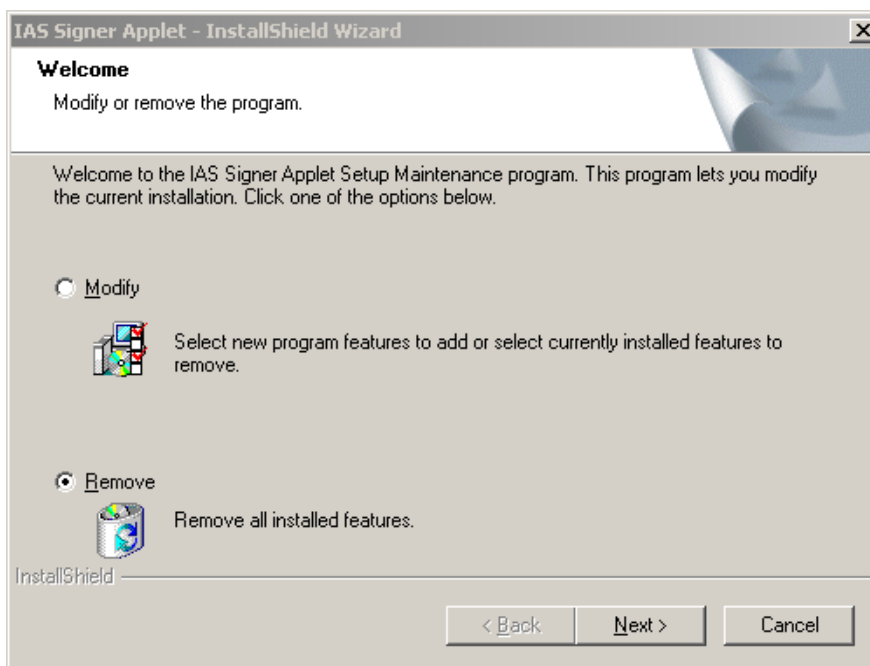 IAS Signer Applet - InstallShield Wizard
Welcome
Modify or remove the program.
Welcome to the IAS Signer Applet Setup Maintenance program. This program lets you modify
the current installation. Click one of the options below.
Modify
Select new program features to add or select currently installed features to
remove.
Remove
Remove all installed features.
InstallShield
< Back
Next >
Cancel